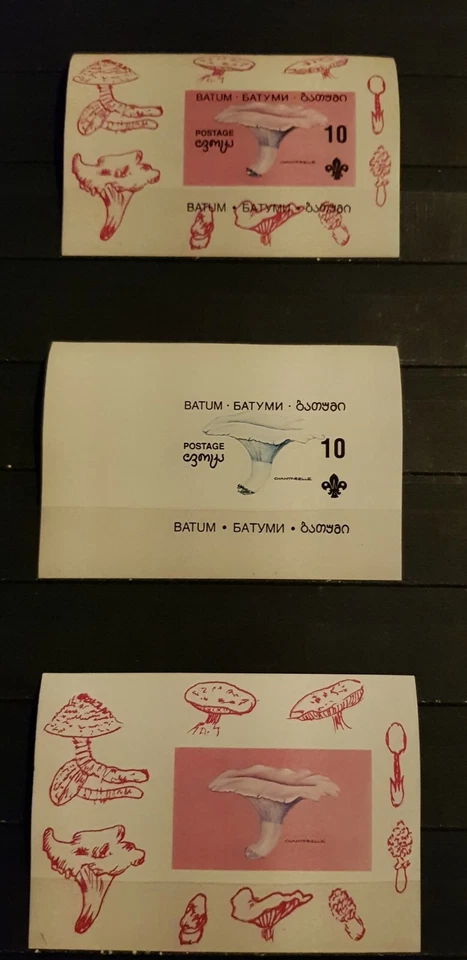 BATUM · БАТУМИ · ბათუმი
POSTAGE
10
ფოსტა
CHANTERELLE
BATUM • БАТУМИ • ბათუმი
BATUM · БАТУМИ · ბათუმი
POSTAGE
10
ფოსტა
CHANTERELLE
BATUM • БАТУМИ • ბათუმი
CHANTERELLE